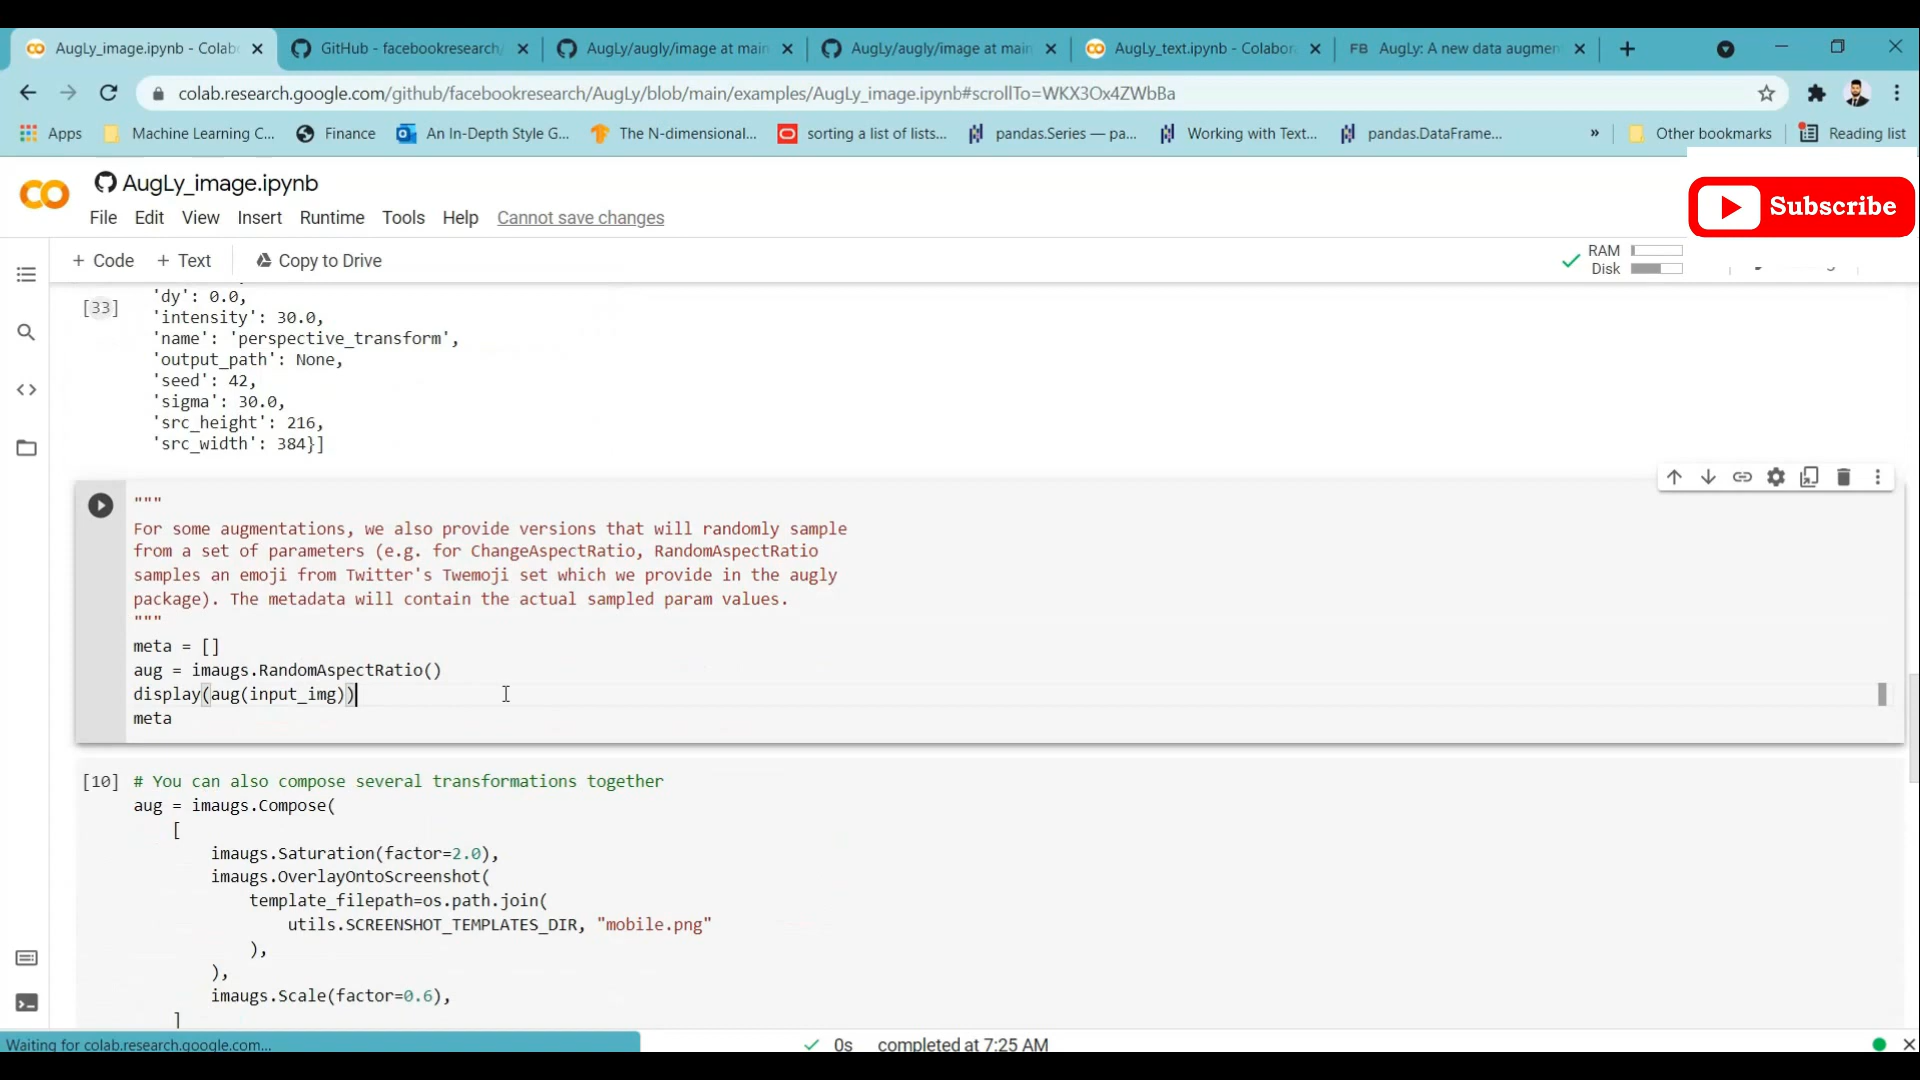 AugLy_image.ipynb - Colab
GitHub - facebookresearch
AugLy/augly/image at main
AugLy/augly/image at main
AugLy_text.ipynb - Colabor
FB
AugLy: A new data augmen
colab.research.google.com/github/facebookresearch/AugLy/blob/main/examples/AugLy_image.ipynb#scrollTo=WKX3Ox4ZWbBa
Apps
Machine Learning C...
Finance
An In-Depth Style G...
The N-dimensional...
sorting a list of lists...
pandas.Series — pa...
Working with Text...
pandas.DataFrame...
»
Other bookmarks
Reading list
AugLy_image.ipynb
File Edit View Insert Runtime Tools Help Cannot save changes
Subscribe
+ Code + Text Copy to Drive
RAM
Disk
[33]
'dy': 0.0,
'intensity': 30.0,
'name': 'perspective_transform',
'output_path': None,
'seed': 42,
'sigma': 30.0,
'src_height': 216,
'src_width': 384}]
"""
For some augmentations, we also provide versions that will randomly sample
from a set of parameters (e.g. for ChangeAspectRatio, RandomAspectRatio
samples an emoji from Twitter's Twemoji set which we provide in the augly
package). The metadata will contain the actual sampled param values.
"""
meta = []
aug = imaugs.RandomAspectRatio()
display(aug(input_img))
meta
[10] # You can also compose several transformations together
aug = imaugs.Compose(
[
imaugs.Saturation(factor=2.0),
imaugs.OverlayOntoScreenshot(
template_filepath=os.path.join(
utils.SCREENSHOT_TEMPLATES_DIR, "mobile.png"
),
),
imaugs.Scale(factor=0.6),
]
Waiting for colab.research.google.com...
0s completed at 7:25 AM